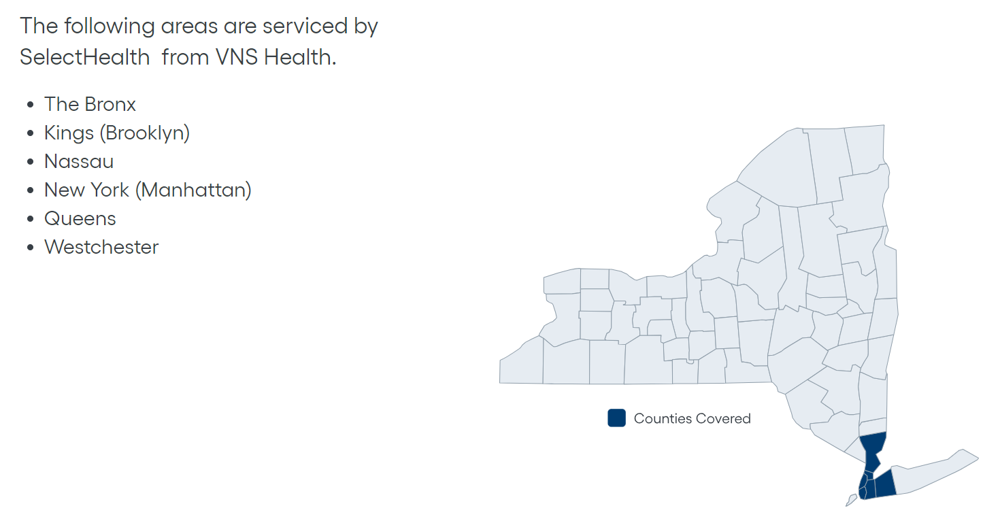 The following areas are serviced by
SelectHealth  from VNS Health.
• The Bronx
• Kings (Brooklyn)
• Nassau
• New York (Manhattan)
• Queens
• Westchester
Counties Covered